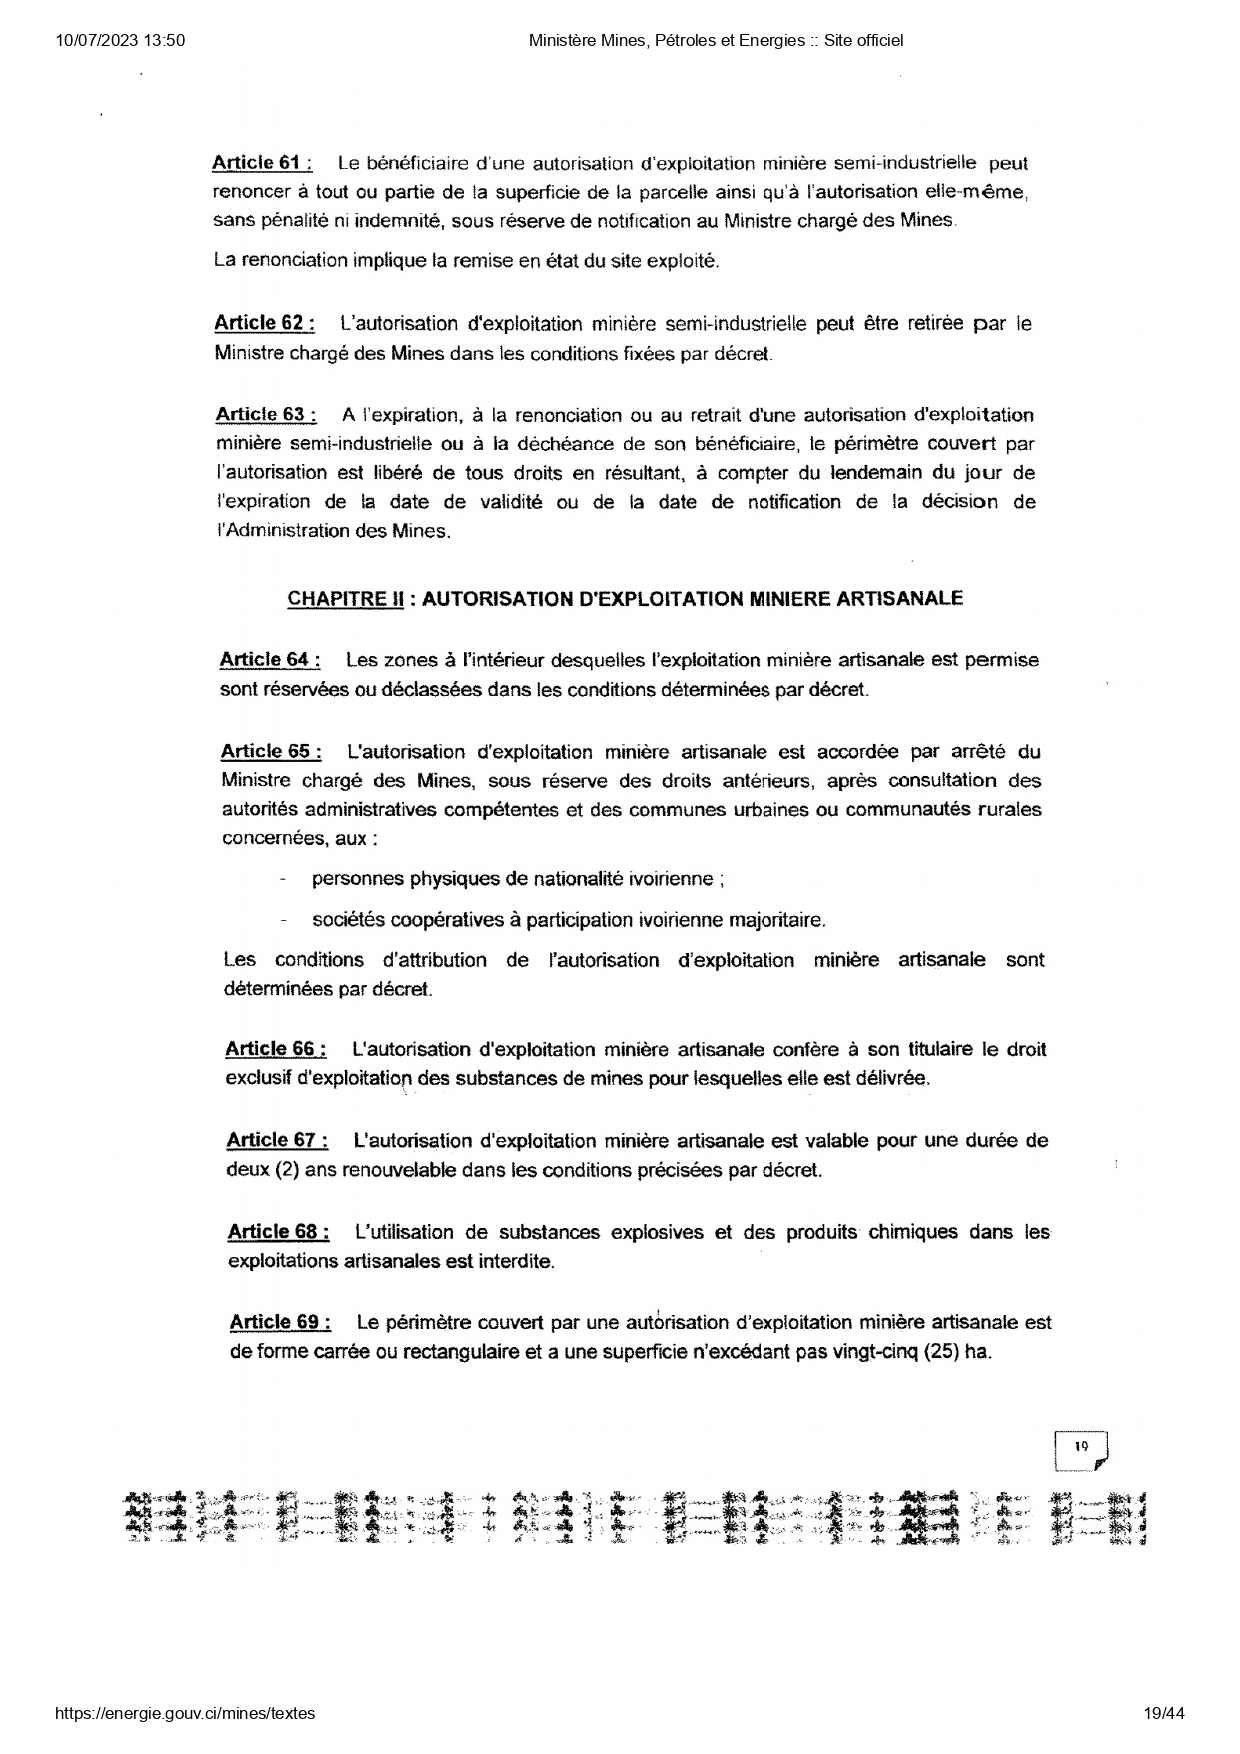 10/07/2023 13:50
Ministère Mines, Pétroles et Energies :: Site officiel
Article 61 : Le bénéficiaire d'une autorisation d'exploitation minière semi-industrielle peut
renoncer à tout ou partie de la superficie de la parcelle ainsi qu'à l'autorisation elle-même,
sans pénalité ni indemnité, sous réserve de notification au Ministre chargé des Mines.
La renonciation implique la remise en état du site exploité.
Article 62 : L'autorisation d'exploitation minière semi-industrielle peut être retirée par le
Ministre chargé des Mines dans les conditions fixées par décret.
Article 63 : A l'expiration, à la renonciation ou au retrait d'une autorisation d'exploitation
minière semi-industrielle ou à la déchéance de son bénéficiaire, le périmètre couvert par
l'autorisation est libéré de tous droits en résultant, à compter du lendemain du jour de
l'expiration de la date de validité ou de la date de notification de la décision de
l'Administration des Mines.
CHAPITRE II : AUTORISATION D'EXPLOITATION MINIERE ARTISANALE
Article 64 : Les zones à l'intérieur desquelles l'exploitation minière artisanale est permise
sont réservées ou déclassées dans les conditions déterminées par décret.
Article 65 : L'autorisation d'exploitation minière artisanale est accordée par arrêté du
Ministre chargé des Mines, sous réserve des droits antérieurs, après consultation des
autorités administratives compétentes et des communes urbaines ou communautés rurales
concernées, aux :
- personnes physiques de nationalité ivoirienne ;
- sociétés coopératives à participation ivoirienne majoritaire.
Les conditions d'attribution de l'autorisation d'exploitation minière artisanale sont
déterminées par décret.
Article 66 : L'autorisation d'exploitation minière artisanale confère à son titulaire le droit
exclusif d'exploitation des substances de mines pour lesquelles elle est délivrée.
Article 67 : L'autorisation d'exploitation minière artisanale est valable pour une durée de
deux (2) ans renouvelable dans les conditions précisées par décret.
Article 68 : L'utilisation de substances explosives et des produits chimiques dans les
exploitations artisanales est interdite.
Article 69 : Le périmètre couvert par une autorisation d'exploitation minière artisanale est
de forme carrée ou rectangulaire et a une superficie n'excédant pas vingt-cinq (25) ha.
19
https://energie.gouv.ci/mines/textes
19/44